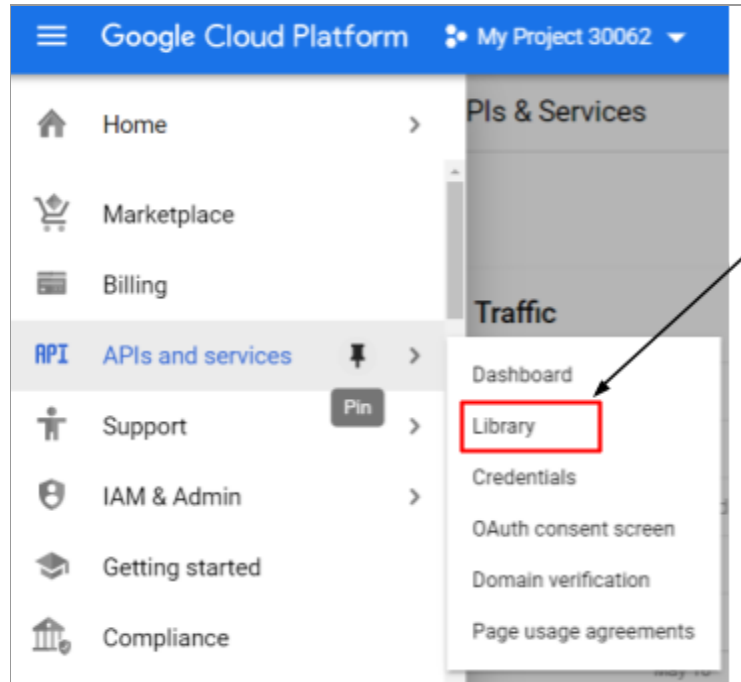 Google Cloud Platform My Project 30062
Home
PIs & Services
Marketplace
Billing
Traffic
API APIs and services
Pin
Support
IAM & Admin
Getting started
Compliance
Dashboard
Library
Credentials
OAuth consent screen
Domain verification
Page usage agreements